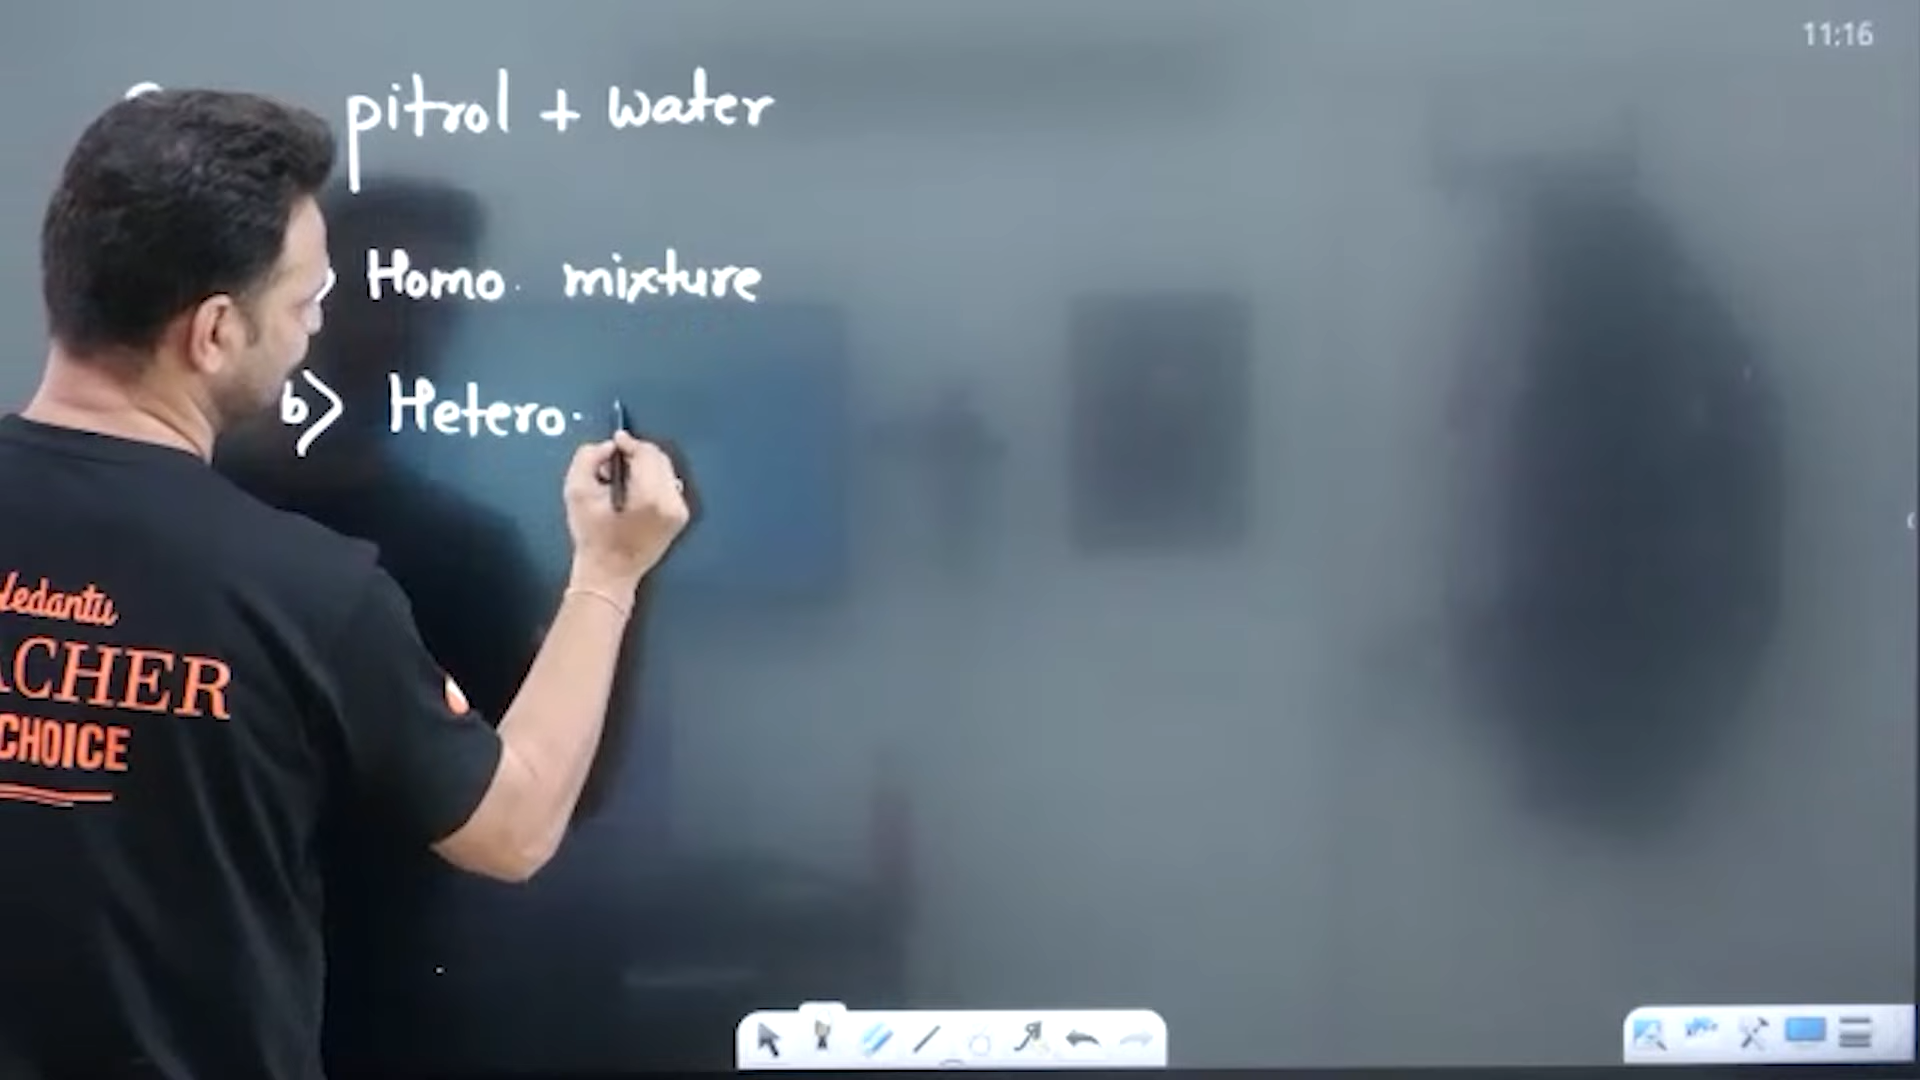 11:16
pitrol + water
Homo. mixture
b) Hetero.
Vedantu
ACHER
CHOICE